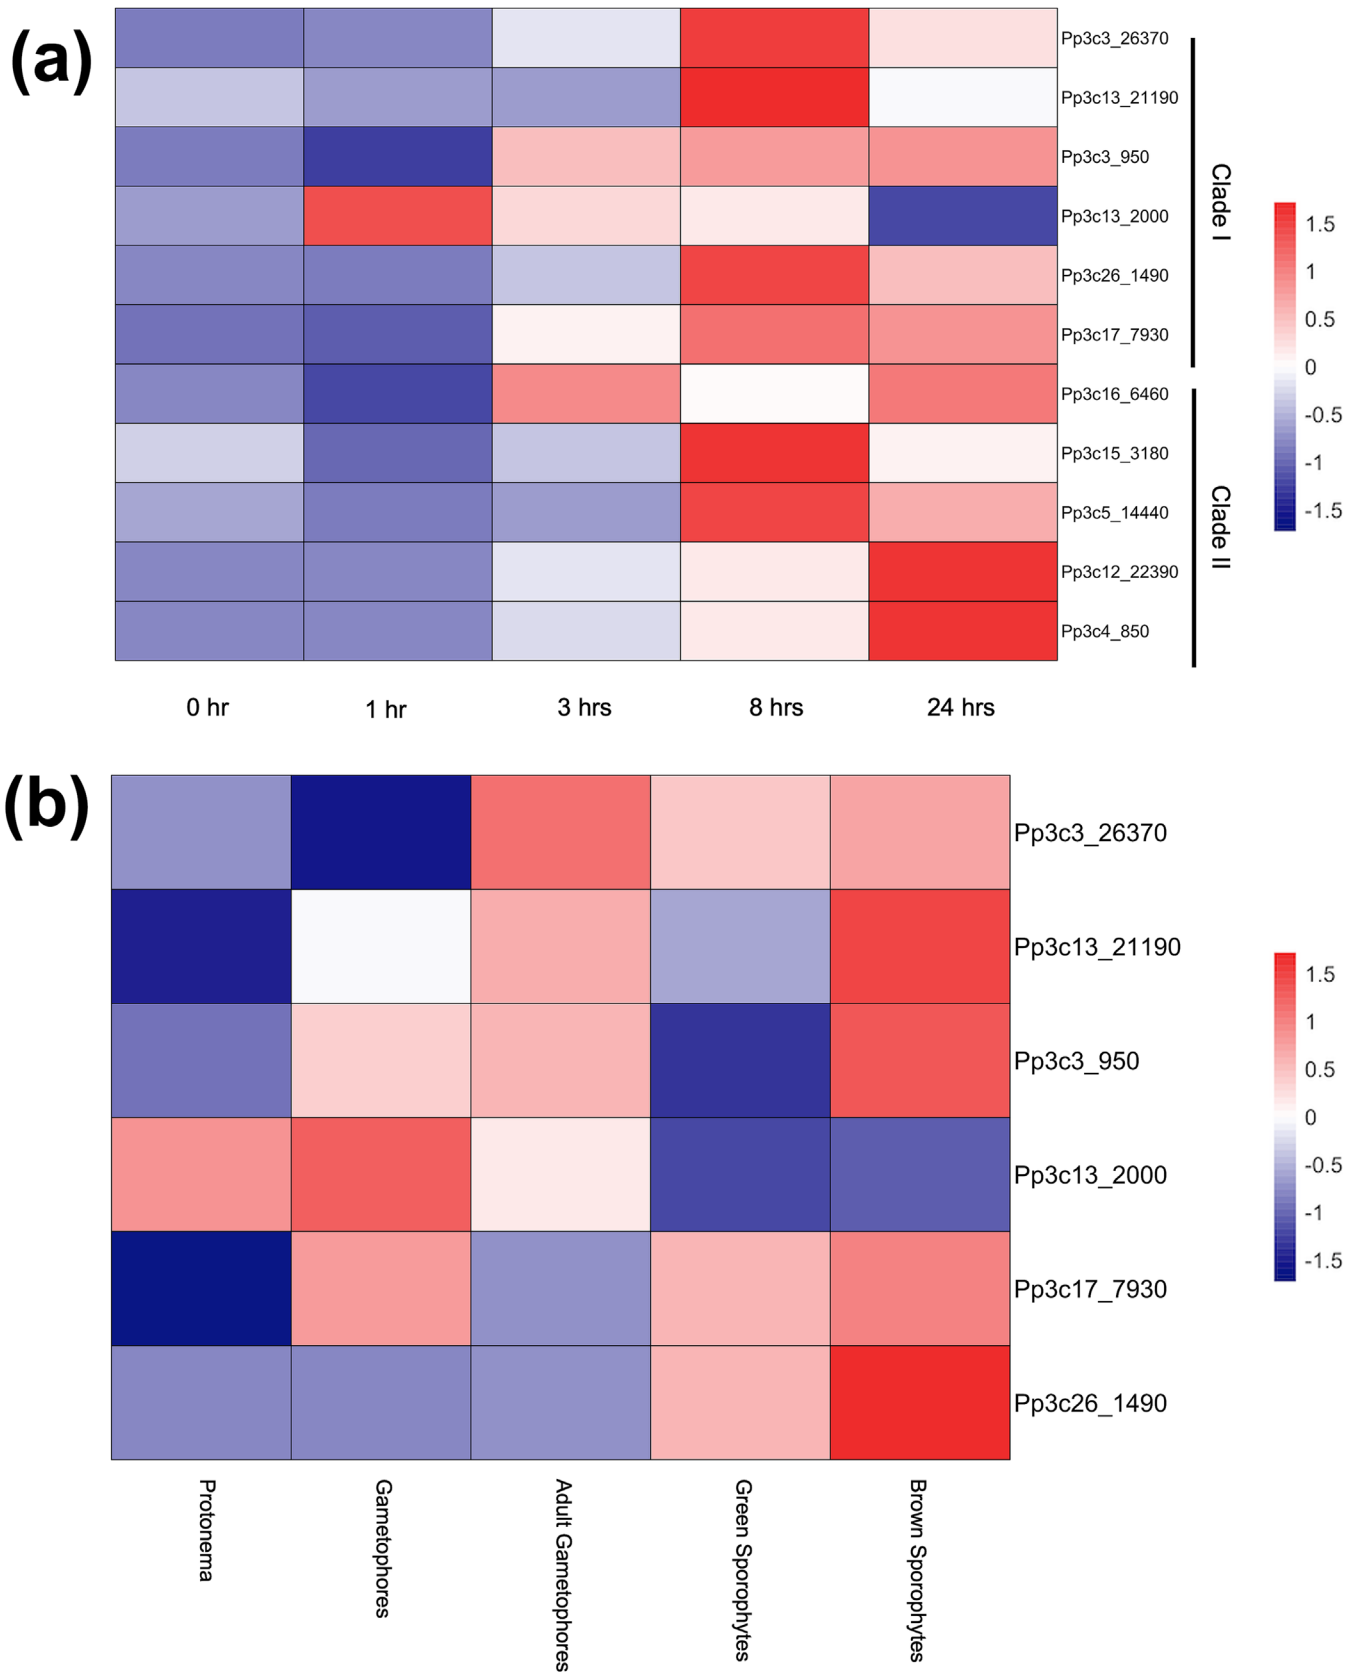 (a)
Pp3c3_26370
Pp3c13_21190
Pp3c3_950
Pp3c13_2000
Pp3c26_1490
Pp3c17_7930
Pp3c16_6460
Pp3c15_3180
Pp3c5_14440
Pp3c12_22390
Pp3c4_850
Clade I
Clade II
1.5
1
0.5
0
-0.5
-1
-1.5
0 hr
1 hr
3 hrs
8 hrs
24 hrs
(b)
Pp3c3_26370
Pp3c13_21190
Pp3c3_950
Pp3c13_2000
Pp3c17_7930
Pp3c26_1490
1.5
1
0.5
0
-0.5
-1
-1.5
Protonema
Gametophores
Adult Gametophores
Green Sporophytes
Brown Sporophytes